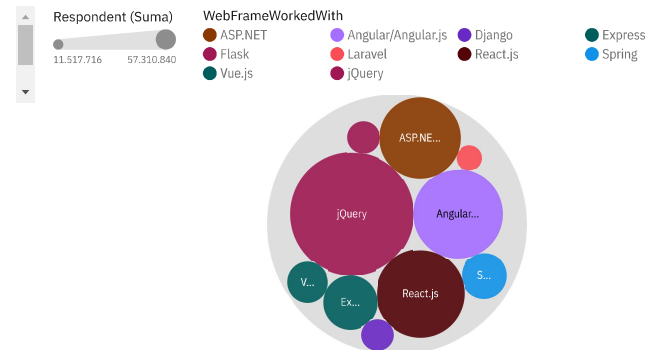 Respondent (Suma)
11.517.716 57.310.840
WebFrameWorkedWith
ASP.NET Angular/Angular.js Django Express
Flask Laravel React.js Spring
Vue.js jQuery
ASP.NE...
jQuery
Angular...
V...
Ex...
React.js
S...